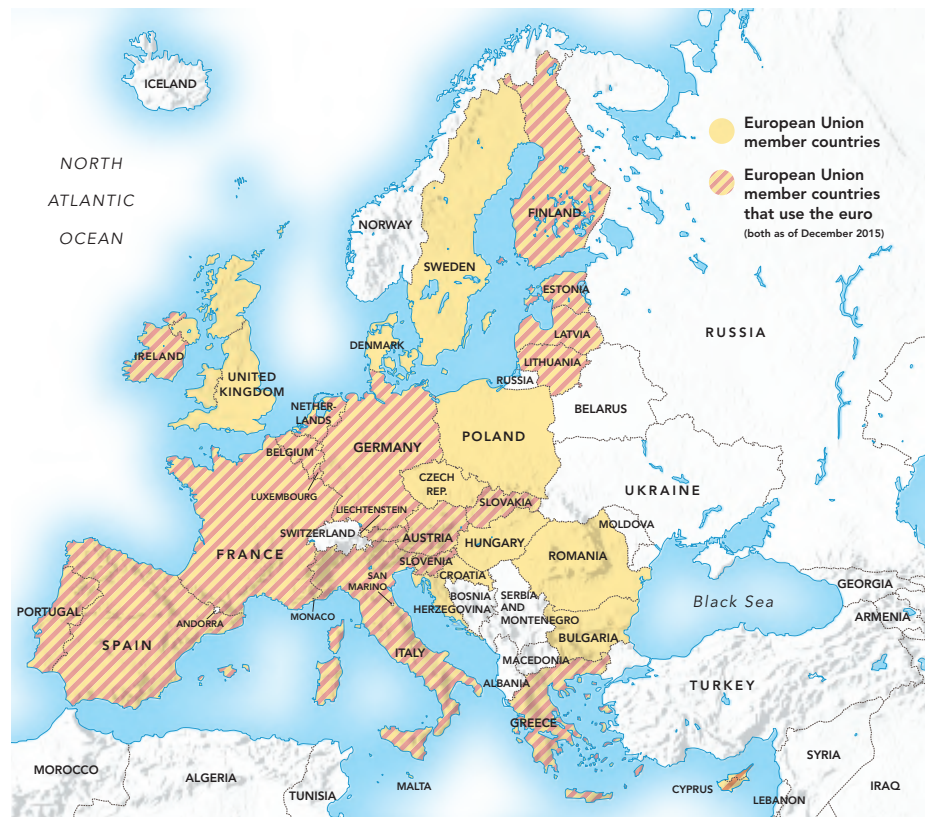 ICELAND
NORTH
ATLANTIC
OCEAN
European Union
member countries
European Union
member countries
that use the euro
(both as of December 2015)
NORWAY
FINLAND
SWEDEN
ESTONIA
RUSSIA
LATVIA
DENMARK
IRELAND
LITHUANIA
RUSSIA
UNITED
KINGDOM
BELARUS
NETHER-
LANDS
POLAND
GERMANY
BELGIUM
CZECH
REP.
UKRAINE
LUXEMBOURG
SLOVAKIA
LIECHTENSTEIN
MOLDOVA
SWITZERLAND
AUSTRIA
HUNGARY
FRANCE
ROMANIA
SLOVENIA
CROATIA
SAN
MARINO
GEORGIA
BOSNIA
HERZEGOVINA
SERBIA
AND
MONTENEGRO
Black Sea
PORTUGAL
ANDORRA
MONACO
ARMENIA
SPAIN
BULGARIA
ITALY
MACEDONIA
ALBANIA
TURKEY
GREECE
SYRIA
MOROCCO
ALGERIA
TUNISIA
MALTA
CYPRUS
LEBANON
IRAQ